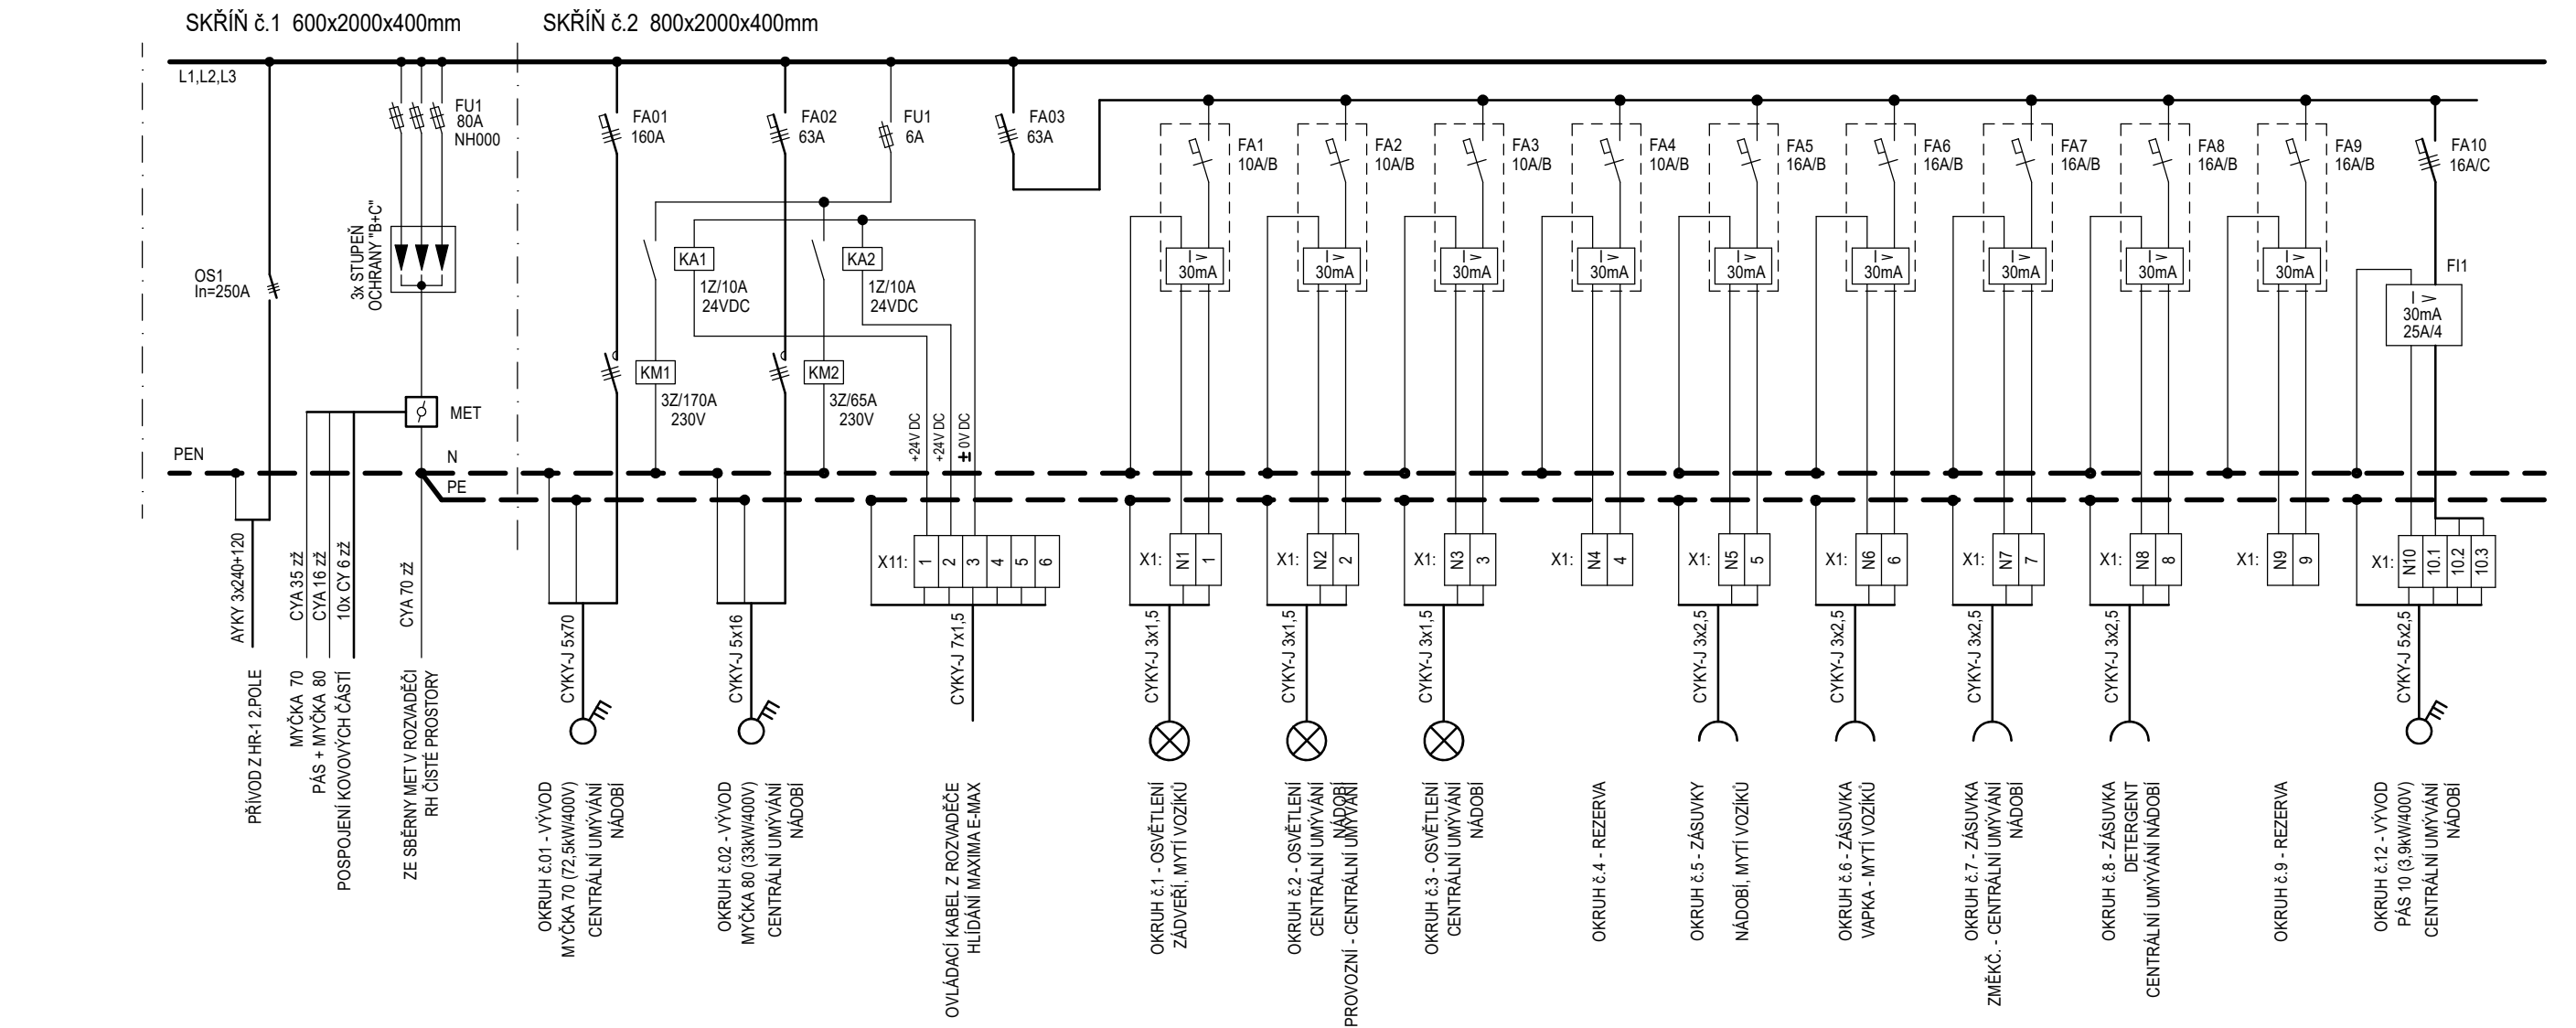 SKŘÍŇ č.1 600x2000x400mm
SKŘÍŇ č.2 800x2000x400mm
L1,L2,L3
FU1
80A
NH000
3x STUPEŇ
OCHRANY "B+C"
OS1
In=250A
MET
PEN
N
PE
FA01
160A
FA02
63A
FU1
6A
FA03
63A
KA1
1Z/10A
24VDC
KA2
1Z/10A
24VDC
KM1
3Z/170A
230V
KM2
3Z/65A
230V
+24V DC
+24V DC
±0V DC
FA1
10A/B
30mA
FA2
10A/B
30mA
FA3
10A/B
30mA
FA4
10A/B
30mA
FA5
16A/B
30mA
FA6
16A/B
30mA
FA7
16A/B
30mA
FA8
16A/B
30mA
FA9
16A/B
30mA
FA10
16A/C
FI1
30mA
25A/4
X11: 1 2 3 4 5 6
X1: N1 1
X1: N2 2
X1: N3 3
X1: N4 4
X1: N5 5
X1: N6 6
X1: N7 7
X1: N8 8
X1: N9 9
X1: N10 10.1 10.2 10.3
AYKY 3x240+120
CYA 35 zž
CYA 16 zž
10x CY 6 zž
CYA 70 zž
CYKY-J 5x70
CYKY-J 5x16
CYKY-J 7x1,5
CYKY-J 3x1,5
CYKY-J 3x1,5
CYKY-J 3x1,5
CYKY-J 3x2,5
CYKY-J 3x2,5
CYKY-J 3x2,5
CYKY-J 3x2,5
CYKY-J 5x2,5
PŘÍVOD Z HR-1 2.POLE
MYČKA 70
PÁS + MYČKA 80
POSPOJENÍ KOVOVÝCH ČÁSTÍ
ZE SBĚRNY MET V ROZVADĚČI
RH ČISTÉ PROSTORY
OKRUH č.01 - VÝVOD
MYČKA 70 (72,5kW/400V)
CENTRÁLNÍ UMÝVÁNÍ
NÁDOBÍ
OKRUH č.02 - VÝVOD
MYČKA 80 (33kW/400V)
CENTRÁLNÍ UMÝVÁNÍ
NÁDOBÍ
OVLÁDACÍ KABEL Z ROZVADĚČE
HLÍDÁNÍ MAXIMA E-MAX
OKRUH č.1 - OSVĚTLENÍ
ZÁDVEŘÍ, MYTÍ VOZÍKŮ
OKRUH č.2 - OSVĚTLENÍ
CENTRÁLNÍ UMÝVÁNÍ
NÁDOBÍ
PROVOZNÍ - CENTRÁLNÍ UMÝVÁNÍ
OKRUH č.3 - OSVĚTLENÍ
CENTRÁLNÍ UMÝVÁNÍ
NÁDOBÍ
OKRUH č.4 - REZERVA
OKRUH č.5 - ZÁSUVKY
NÁDOBÍ, MYTÍ VOZÍKŮ
OKRUH č.6 - ZÁSUVKA
VAPKA - MYTÍ VOZÍKŮ
OKRUH č.7 - ZÁSUVKA
ZMĚKČ. - CENTRÁLNÍ UMÝVÁNÍ
NÁDOBÍ
OKRUH č.8 - ZÁSUVKA
DETERGENT
CENTRÁLNÍ UMÝVÁNÍ NÁDOBÍ
OKRUH č.9 - REZERVA
OKRUH č.12 - VÝVOD
PÁS 10 (3,9kW/400V)
CENTRÁLNÍ UMÝVÁNÍ
NÁDOBÍ